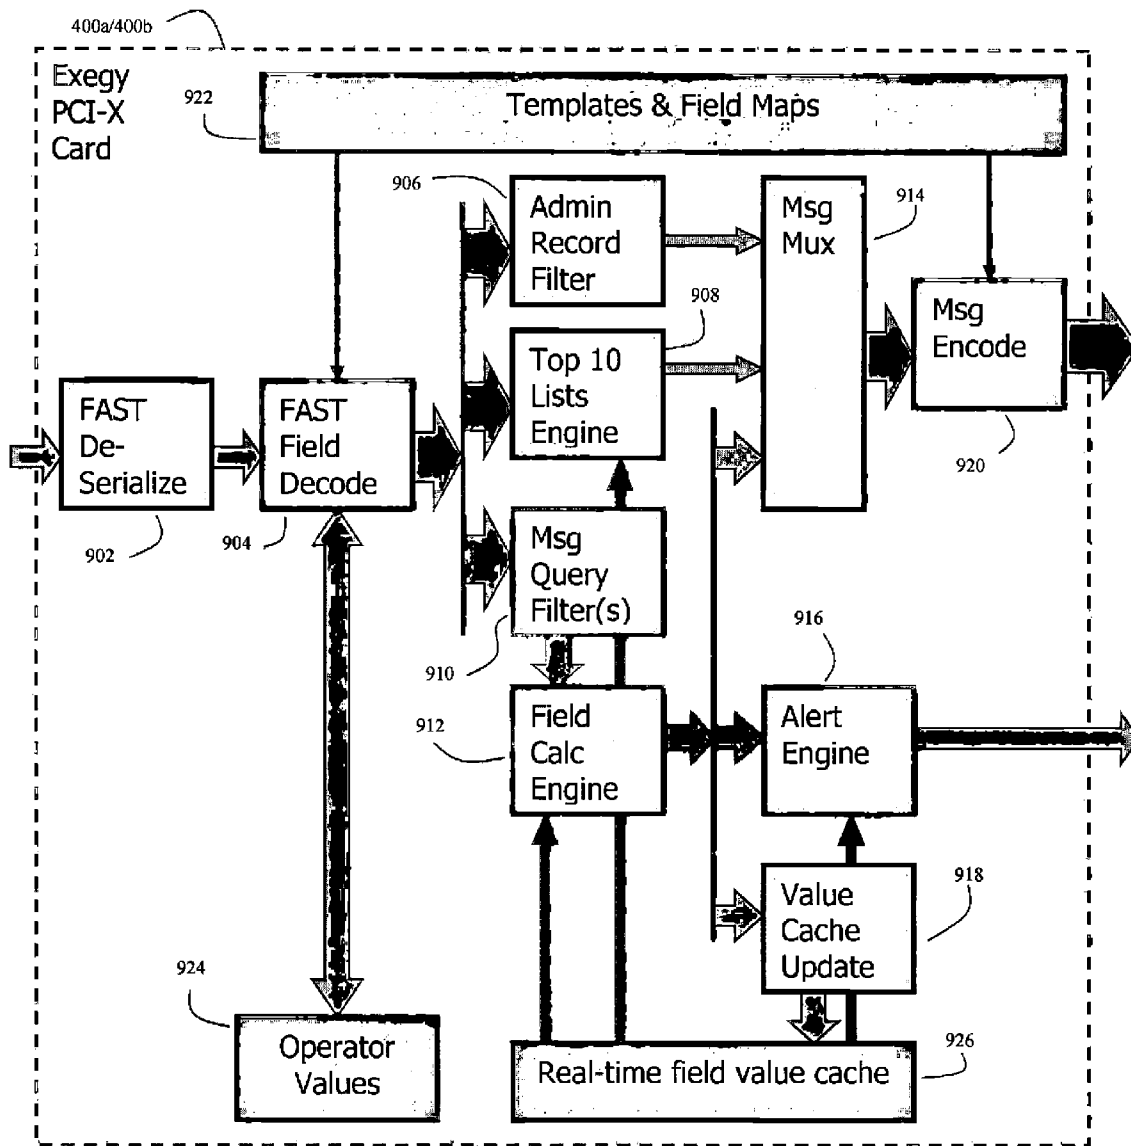 400a/400b
Exegy
PCI-X
Card
922
Templates & Field Maps
906
Admin
Record
Filter
Msg
Mux
914
908
Top 10
Lists
Engine
Msg
Encode
920
FAST
De-
Serialize
902
FAST
Field
Decode
904
Msg
Query
Filter(s)
910
912
Field
Calc
Engine
916
Alert
Engine
Value
Cache
Update
918
924
Operator
Values
Real-time field value cache
926